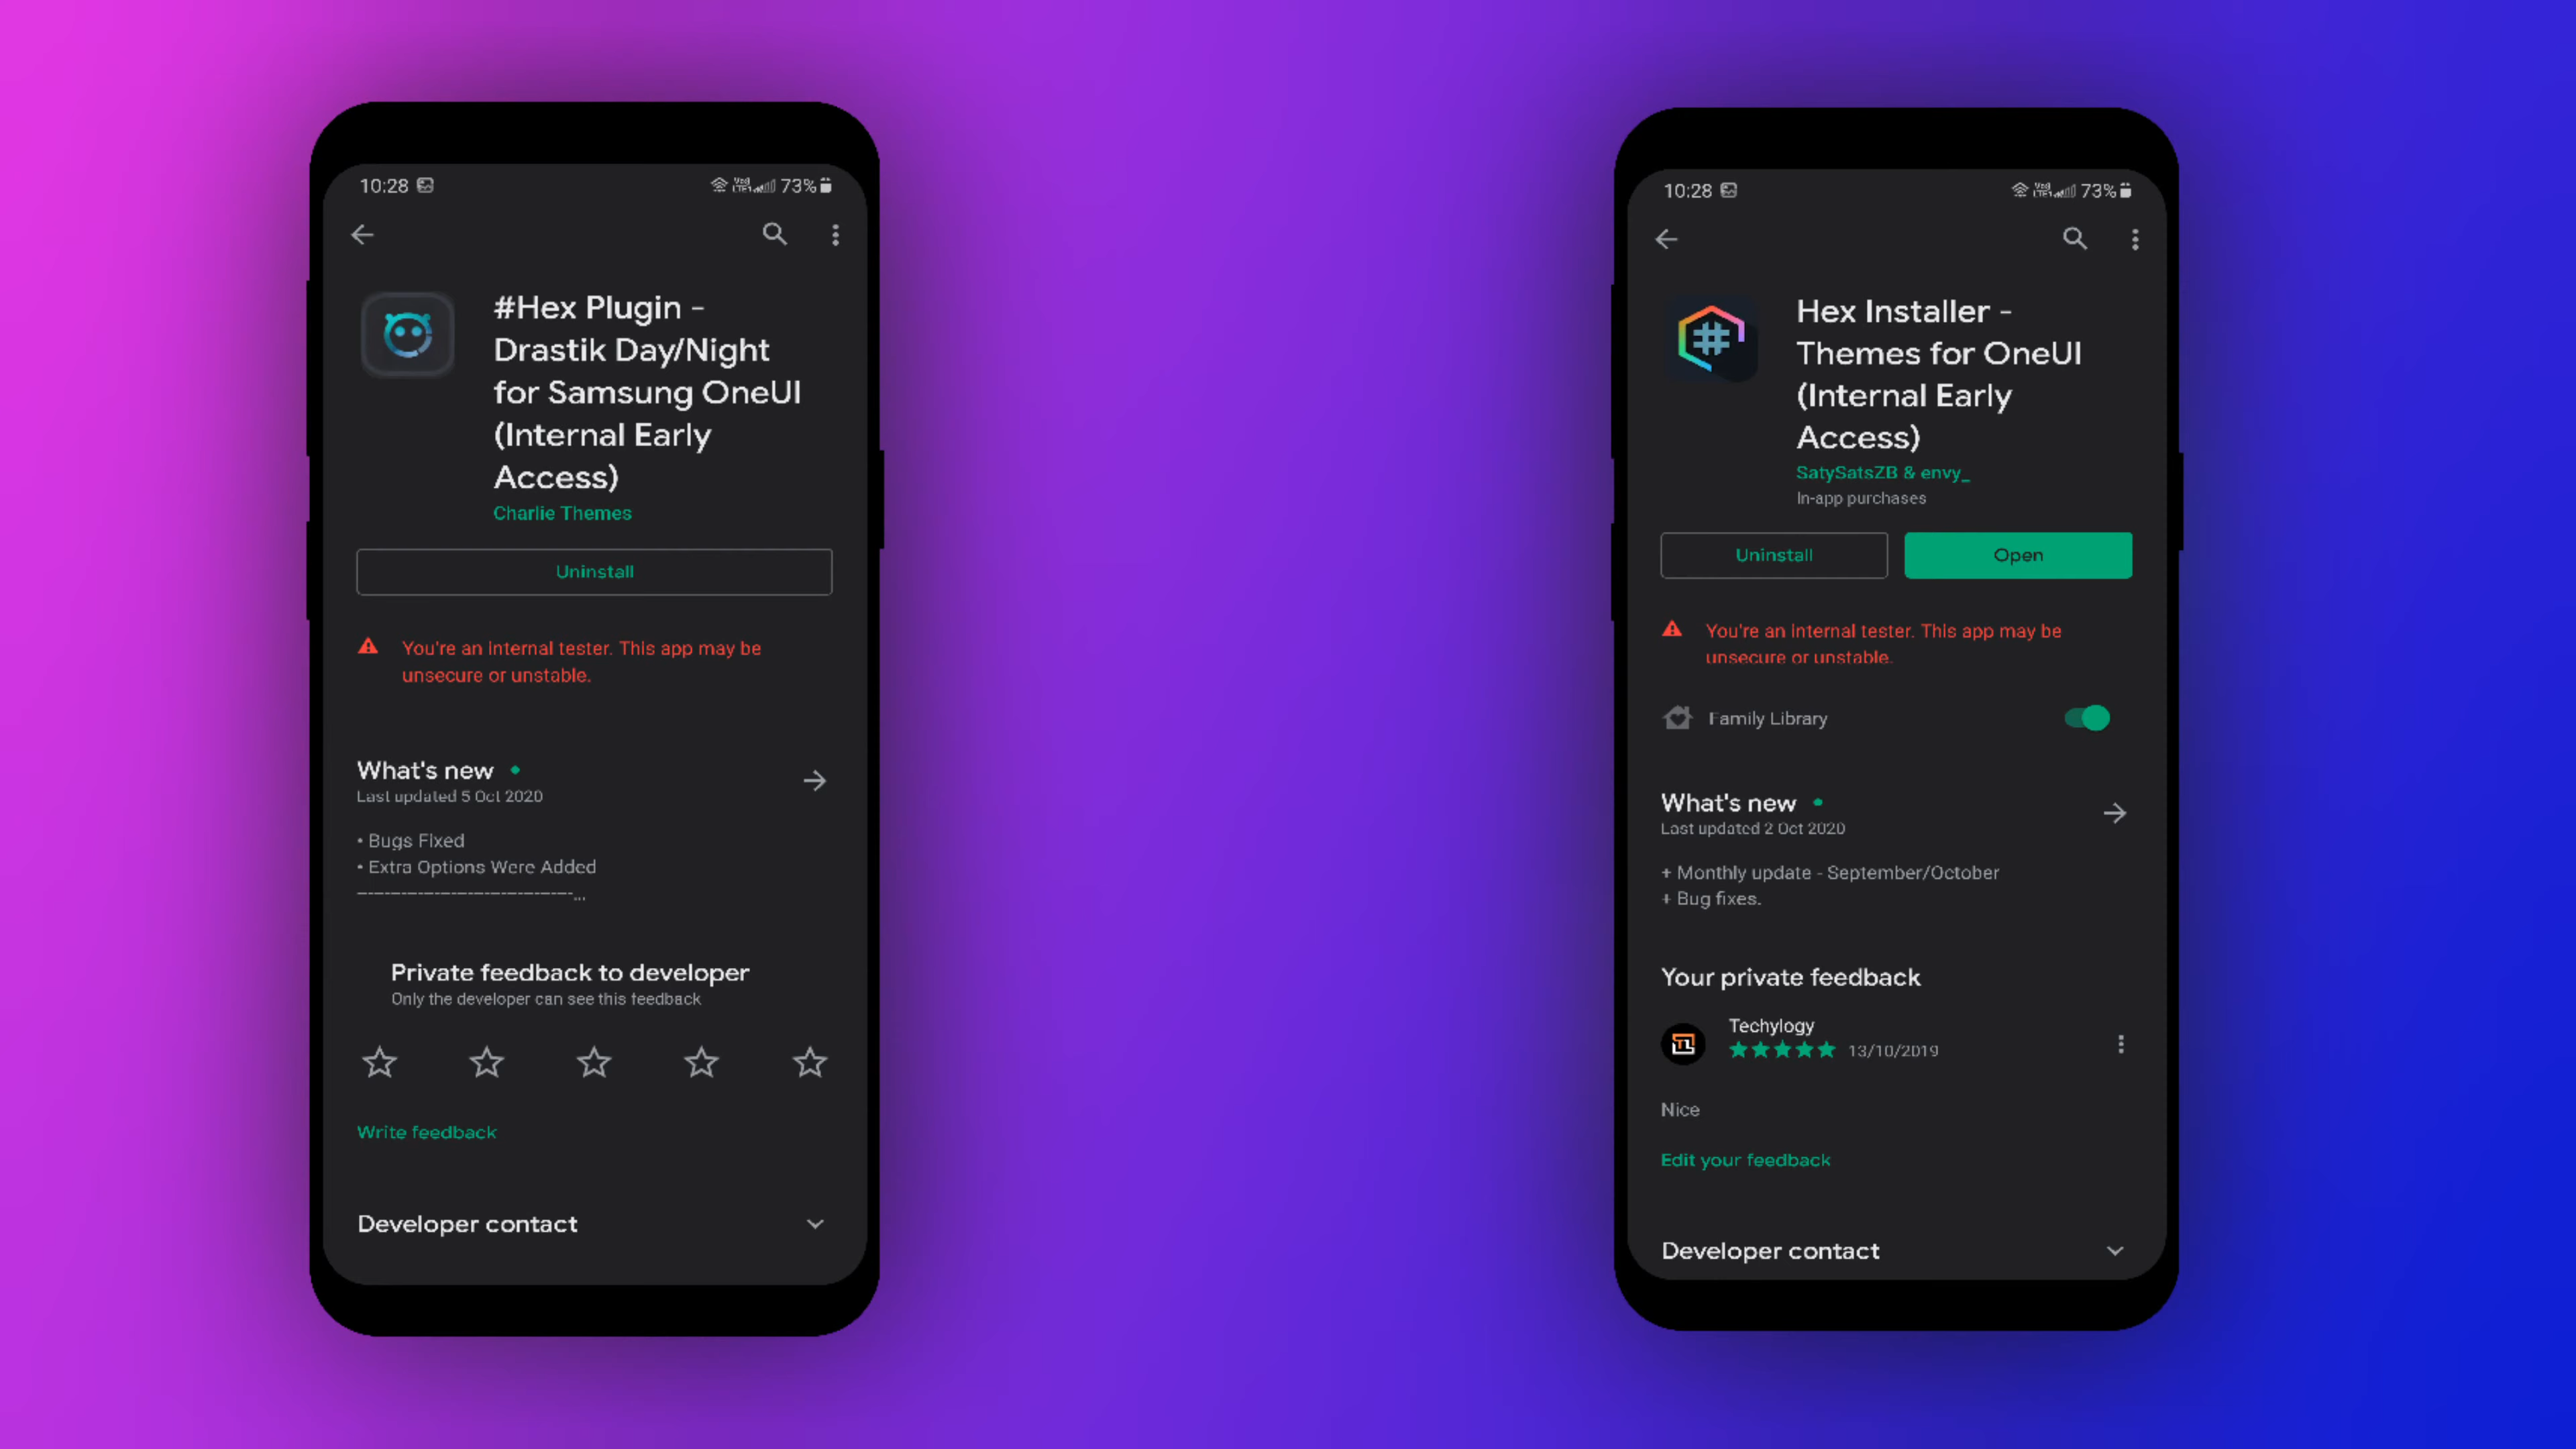 10:28
73%
#Hex Plugin -
Drastik Day/Night
for Samsung OneUI
(Internal Early
Access)
Charlie Themes
Uninstall
You're an internal tester. This app may be
unsecure or unstable.
What's new
Last updated 5 Oct 2020
• Bugs Fixed
• Extra Options Were Added
--------------------------------------...
Private feedback to developer
Only the developer can see this feedback
Write feedback
Developer contact
10:28
73%
Hex Installer -
Themes for OneUI
(Internal Early
Access)
SatySatsZB & envy_
In-app purchases
Uninstall
Open
You're an internal tester. This app may be
unsecure or unstable.
Family Library
What's new
Last updated 2 Oct 2020
+ Monthly update - September/October
+ Bug fixes.
Your private feedback
Techylogy
13/10/2019
Nice
Edit your feedback
Developer contact